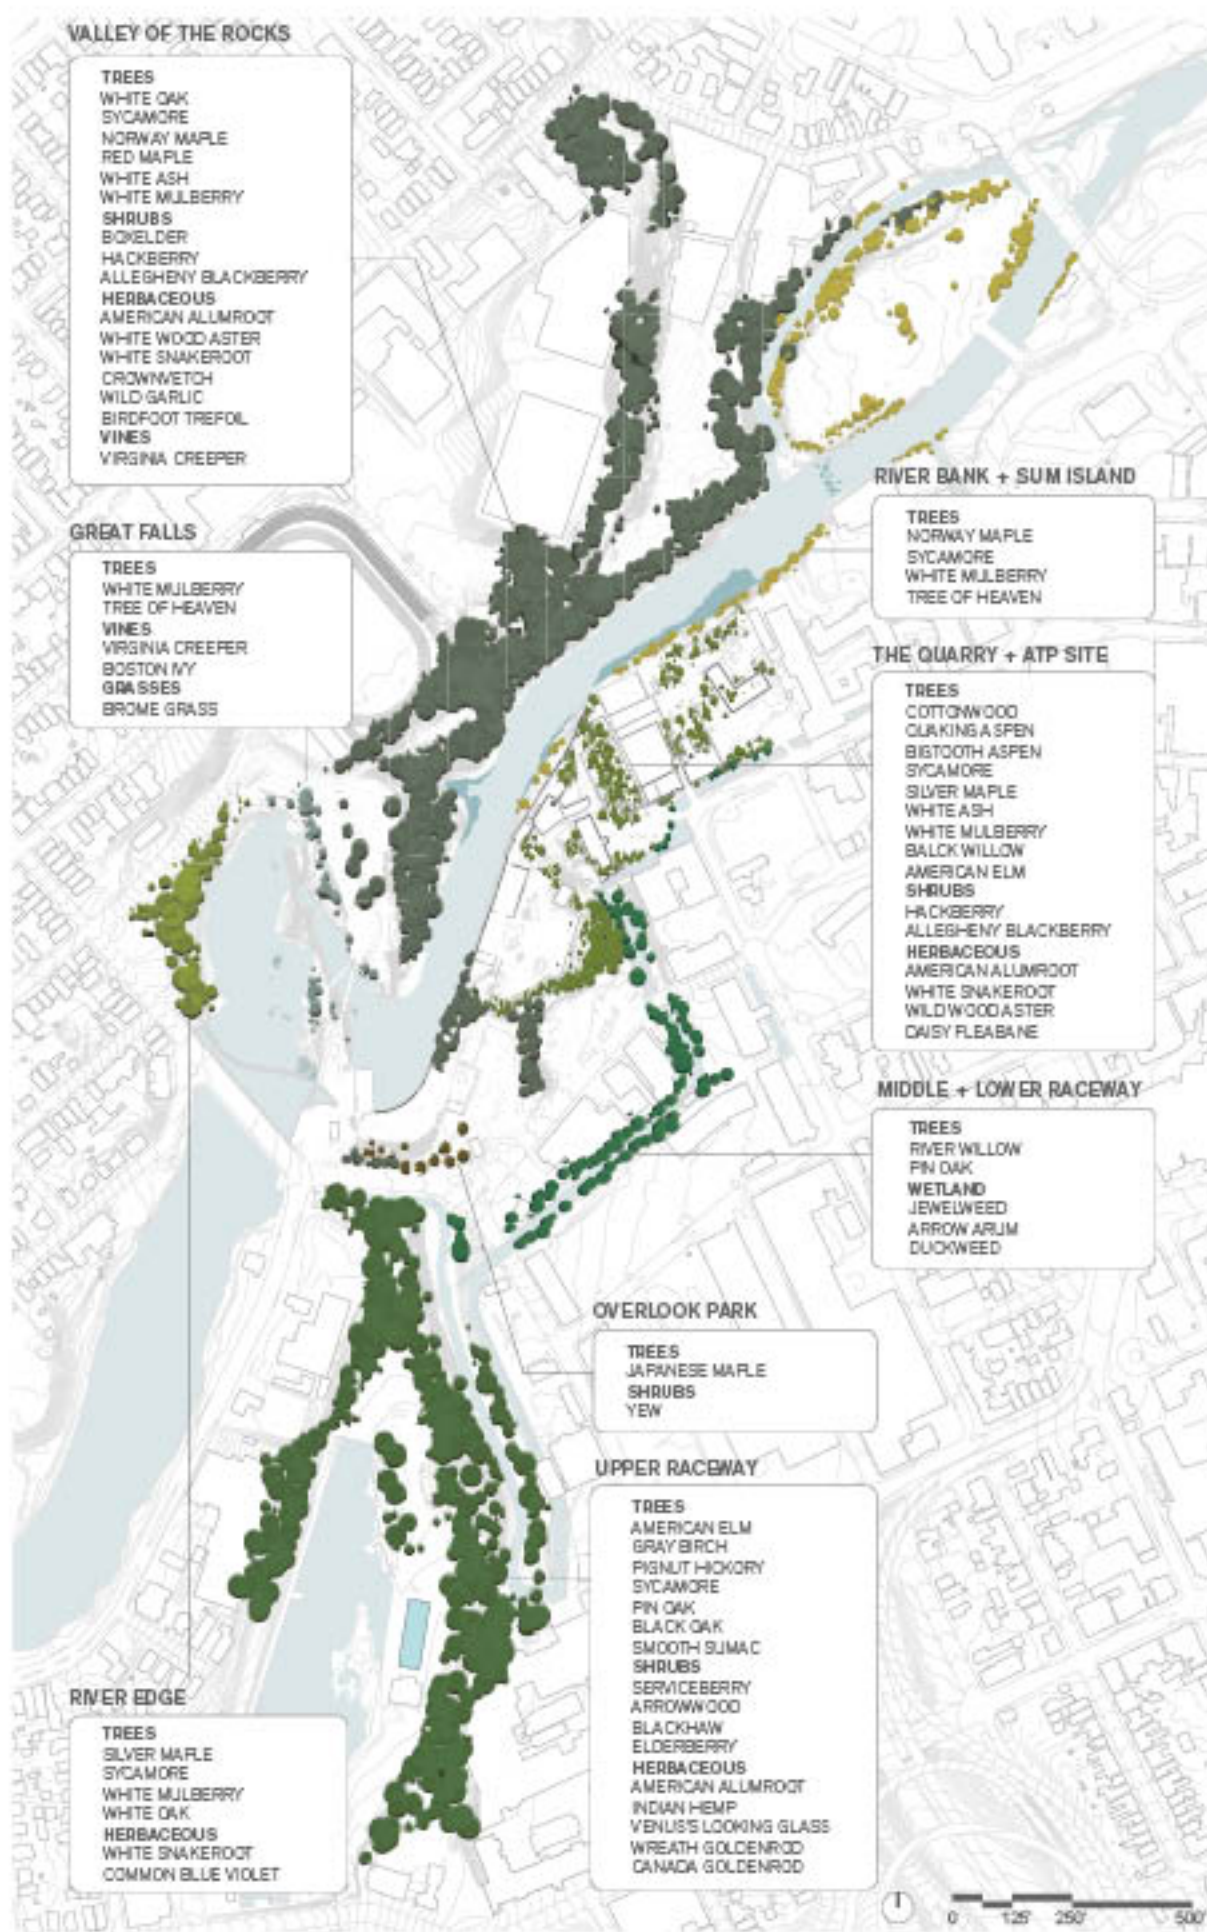 VALLEY OF THE ROCKS
TREES
WHITE OAK
SYCAMORE
NORWAY MAPLE
RED MAPLE
WHITE ASH
WHITE MULBERRY
SHRUBS
BOXELDER
HACKBERRY
ALLEGHENY BLACKBERRY
HERBACEOUS
AMERICAN ALUMROOT
WHITE WOOD ASTER
WHITE SNAKEROOT
CROWNVETCH
WILD GARLIC
BIRDFOOT TREFOIL
VINES
VIRGINIA CREEPER
GREAT FALLS
TREES
WHITE MULBERRY
TREE OF HEAVEN
VINES
VIRGINIA CREEPER
BOSTON IVY
GRASSES
BROME GRASS
RIVER BANK + SUM ISLAND
TREES
NORWAY MAPLE
SYCAMORE
WHITE MULBERRY
TREE OF HEAVEN
THE QUARRY + ATP SITE
TREES
COTTONWOOD
QUAKING ASPEN
BIGTOOTH ASPEN
SYCAMORE
SILVER MAPLE
WHITE ASH
WHITE MULBERRY
BALCK WILLOW
AMERICAN ELM
SHRUBS
HACKBERRY
ALLEGHENY BLACKBERRY
HERBACEOUS
AMERICAN ALUMROOT
WHITE SNAKEROOT
WILD WOOD ASTER
DAISY FLEABANE
MIDDLE + LOWER RACEWAY
TREES
RIVER WILLOW
PIN OAK
WETLAND
JEWELWEED
ARROW ARUM
DUCKWEED
OVERLOOK PARK
TREES
JAPANESE MAPLE
SHRUBS
YEW
UPPER RACEWAY
TREES
AMERICAN ELM
GRAY BIRCH
PIGNUT HICKORY
SYCAMORE
PIN OAK
BLACK OAK
SMOOTH SUMAC
SHRUBS
SERVICEBERRY
ARROWWOOD
BLACKHAW
ELDERBERRY
HERBACEOUS
AMERICAN ALUMROOT
INDIAN HEMP
VENUS'S LOOKING GLASS
WREATH GOLDENROD
CANADA GOLDENROD
RIVER EDGE
TREES
SILVER MAPLE
SYCAMORE
WHITE MULBERRY
WHITE OAK
HERBACEOUS
WHITE SNAKEROOT
COMMON BLUE VIOLET
0 125' 250' 500'